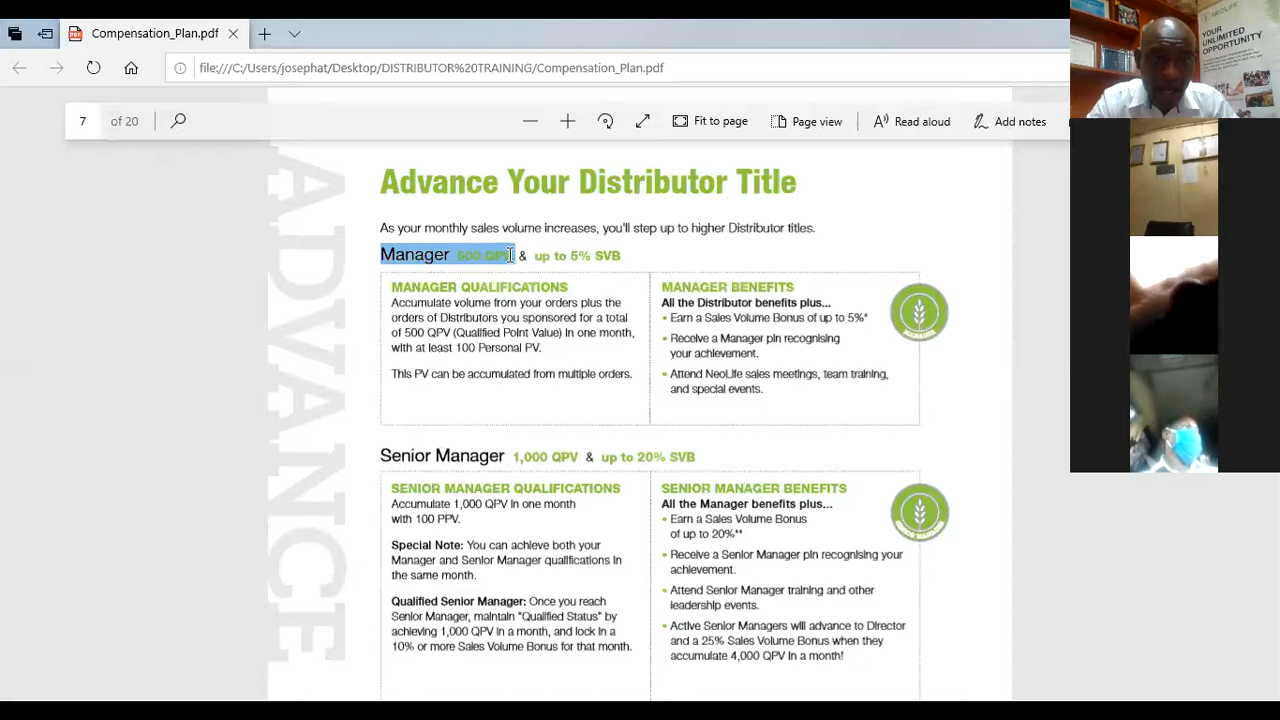 Compensation_Plan.pdf
file:///C:/Users/josephat/Desktop/DISTRIBUTOR%20TRAINING/Compensation_Plan.pdf
7 of 20
Fit to page
Page view
Read aloud
Add notes
NEOLIFE
YOUR
UNLIMITED
OPPORTUNITY
ADVANCE
Advance Your Distributor Title
As your monthly sales volume increases, you'll step up to higher Distributor titles.
Manager 500 QPV & up to 5% SVB
MANAGER QUALIFICATIONS
Accumulate volume from your orders plus the
orders of Distributors you sponsored for a total
of 500 QPV (Qualified Point Value) in one month,
with at least 100 Personal PV.
This PV can be accumulated from multiple orders.
MANAGER BENEFITS
All the Distributor benefits plus...
• Earn a Sales Volume Bonus of up to 5%*
• Receive a Manager pin recognising
your achievement.
• Attend NeoLife sales meetings, team training,
and special events.
MANAGER
Senior Manager 1,000 QPV & up to 20% SVB
SENIOR MANAGER QUALIFICATIONS
Accumulate 1,000 QPV in one month
with 100 PPV.
Special Note: You can achieve both your
Manager and Senior Manager qualifications in
the same month.
Qualified Senior Manager: Once you reach
Senior Manager, maintain "Qualified Status" by
achieving 1,000 QPV in a month, and lock in a
10% or more Sales Volume Bonus for that month.
SENIOR MANAGER BENEFITS
All the Manager benefits plus...
• Earn a Sales Volume Bonus
of up to 20%**
• Receive a Senior Manager pin recognising your
achievement.
• Attend Senior Manager training and other
leadership events.
• Active Senior Managers will advance to Director
and a 25% Sales Volume Bonus when they
accumulate 4,000 QPV in a month!
SENIOR MANAGER